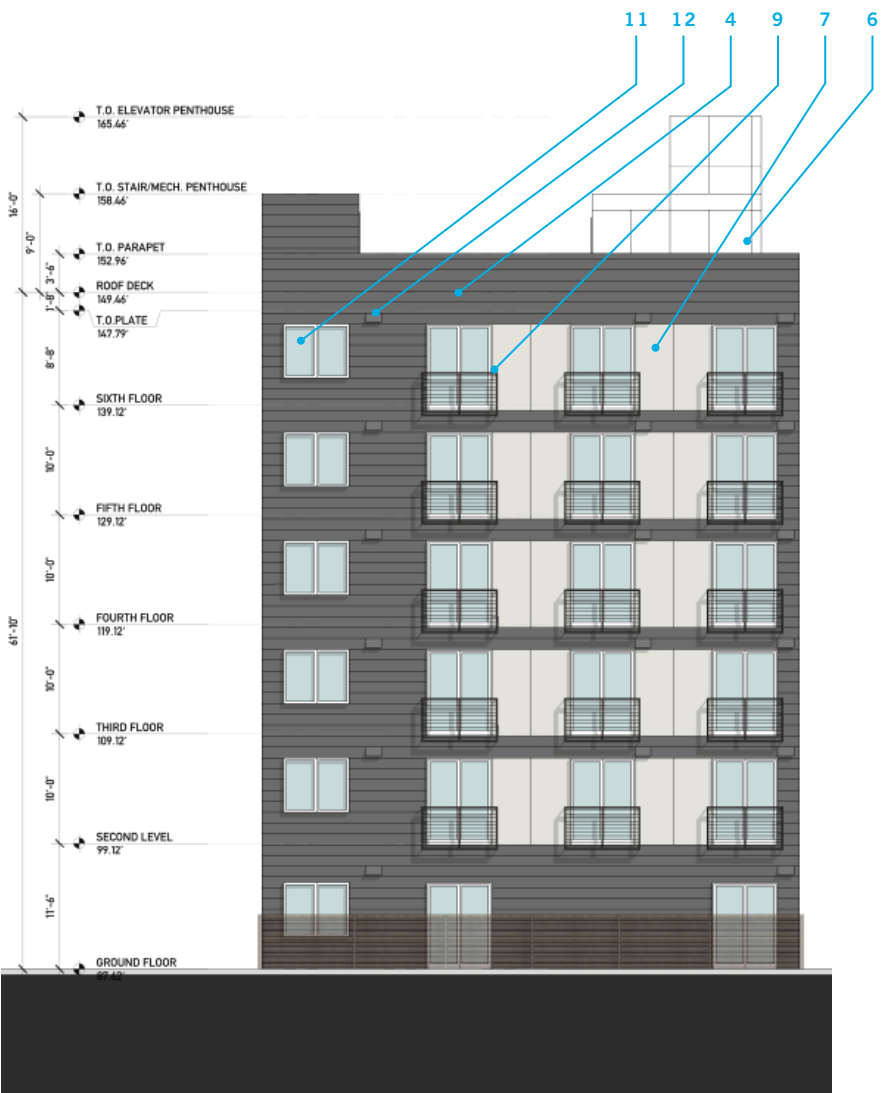 11 12 4 9 7 6
T.O. ELEVATOR PENTHOUSE
165.46'
16'-0"
T.O. STAIR/MECH. PENTHOUSE
158.46'
9'-0"
T.O. PARAPET
152.96'
3'-6"
ROOF DECK
149.46'
1'-8"
T.O.PLATE
147.79'
8'-8"
SIXTH FLOOR
139.12'
10'-0"
FIFTH FLOOR
129.12'
10'-0"
FOURTH FLOOR
119.12'
61'-10"
10'-0"
THIRD FLOOR
109.12'
10'-0"
SECOND LEVEL
99.12'
11'-6"
GROUND FLOOR
87.62'